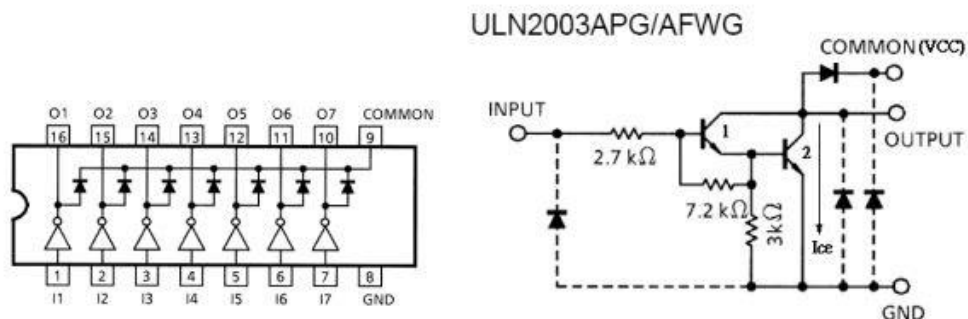 ULN2003APG/AFWG
O1 O2 O3 O4 O5 O6 O7 COMMON
16 15 14 13 12 11 10 9
1 2 3 4 5 6 7 8
I1 I2 I3 I4 I5 I6 I7 GND
COMMON(VCC)
INPUT
OUTPUT
1
2
2.7 kΩ
7.2 kΩ
3kΩ
Ice
GND